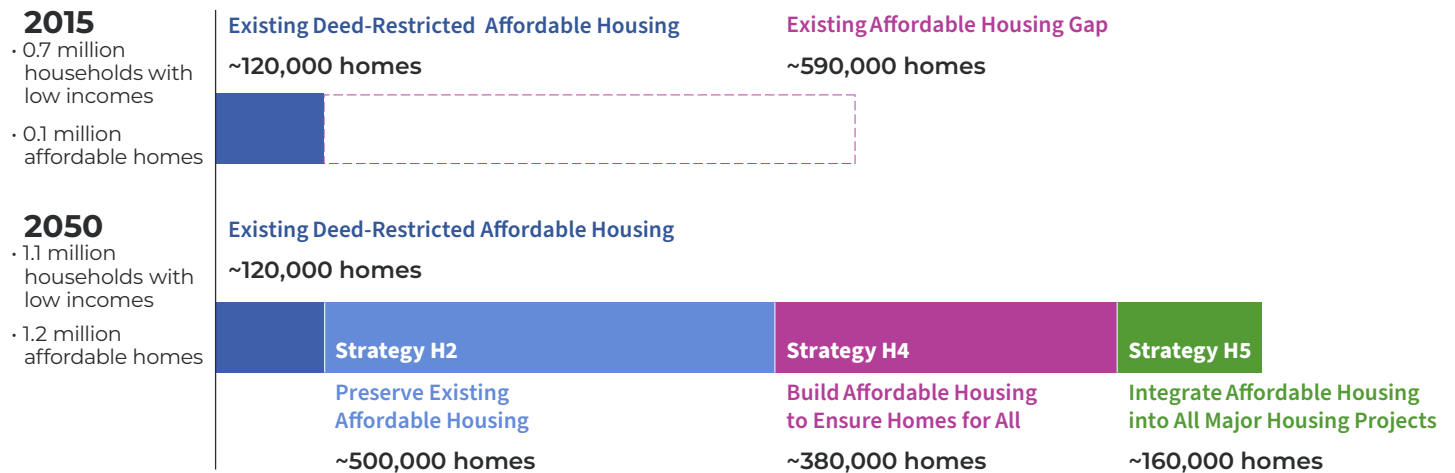 2015
· 0.7 million
households with
low incomes
· 0.1 million
affordable homes
Existing Deed-Restricted Affordable Housing
~120,000 homes
Existing Affordable Housing Gap
~590,000 homes
2050
· 1.1 million
households with
low incomes
· 1.2 million
affordable homes
Existing Deed-Restricted Affordable Housing
~120,000 homes
Strategy H2
Preserve Existing
Affordable Housing
~500,000 homes
Strategy H4
Build Affordable Housing
to Ensure Homes for All
~380,000 homes
Strategy H5
Integrate Affordable Housing
into All Major Housing Projects
~160,000 homes